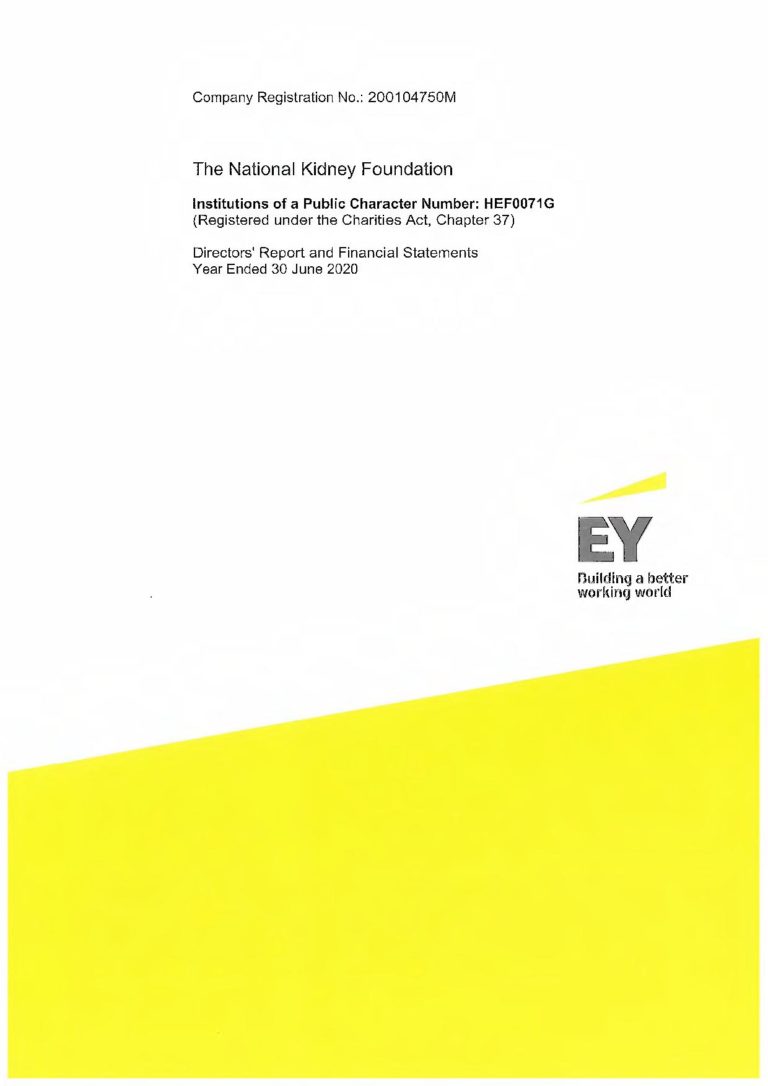 Company Registration No.: 200104750M
The National Kidney Foundation
Institutions of a Public Character Number: HEF0071G
(Registered under the Charities Act, Chapter 37)
Directors' Report and Financial Statements
Year Ended 30 June 2020
EY
Building a better
working world